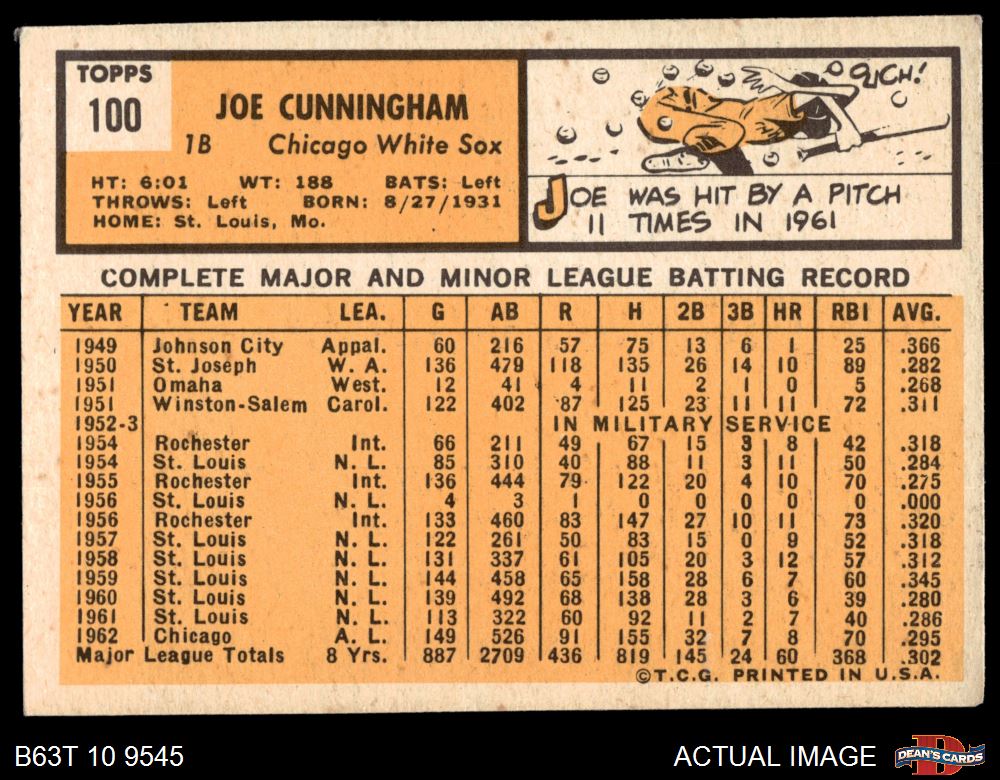 TOPPS
100
JOE CUNNINGHAM
1B Chicago White Sox
HT: 6:01 WT: 188 BATS: Left
THROWS: Left BORN: 8/27/1931
HOME: St. Louis, Mo.
OUCH!
JOE WAS HIT BY A PITCH
11 TIMES IN 1961
COMPLETE MAJOR AND MINOR LEAGUE BATTING RECORD
YEAR TEAM LEA. G AB R H 2B 3B HR RBI AVG.
1949 Johnson City Appal. 60 216 57 75 13 6 1 25 .366
1950 St. Joseph W. A. 136 479 118 135 26 14 10 89 .282
1951 Omaha West. 12 41 4 11 2 1 0 5 .268
1951 Winston-Salem Carol. 122 402 87 125 23 11 11 72 .311
1952-3 IN MILITARY SERVICE
1954 Rochester Int. 66 211 49 67 15 3 8 42 .318
1954 St. Louis N. L. 85 310 40 88 11 3 11 50 .284
1955 Rochester Int. 136 444 79 122 20 4 10 70 .275
1956 St. Louis N. L. 4 3 1 0 0 0 0 0 .000
1956 Rochester Int. 133 460 83 147 27 10 11 73 .320
1957 St. Louis N. L. 122 261 50 83 15 0 9 52 .318
1958 St. Louis N. L. 131 337 61 105 20 3 12 57 .312
1959 St. Louis N. L. 144 458 65 158 28 6 7 60 .345
1960 St. Louis N. L. 139 492 68 138 28 3 6 39 .280
1961 St. Louis N. L. 113 322 60 92 11 2 7 40 .286
1962 Chicago A. L. 149 526 91 155 32 7 8 70 .295
Major League Totals 8 Yrs. 887 2709 436 819 145 24 60 368 .302
©T.C.G. PRINTED IN U.S.A.
B63T 10 9545
ACTUAL IMAGE
DEAN'S CARDS